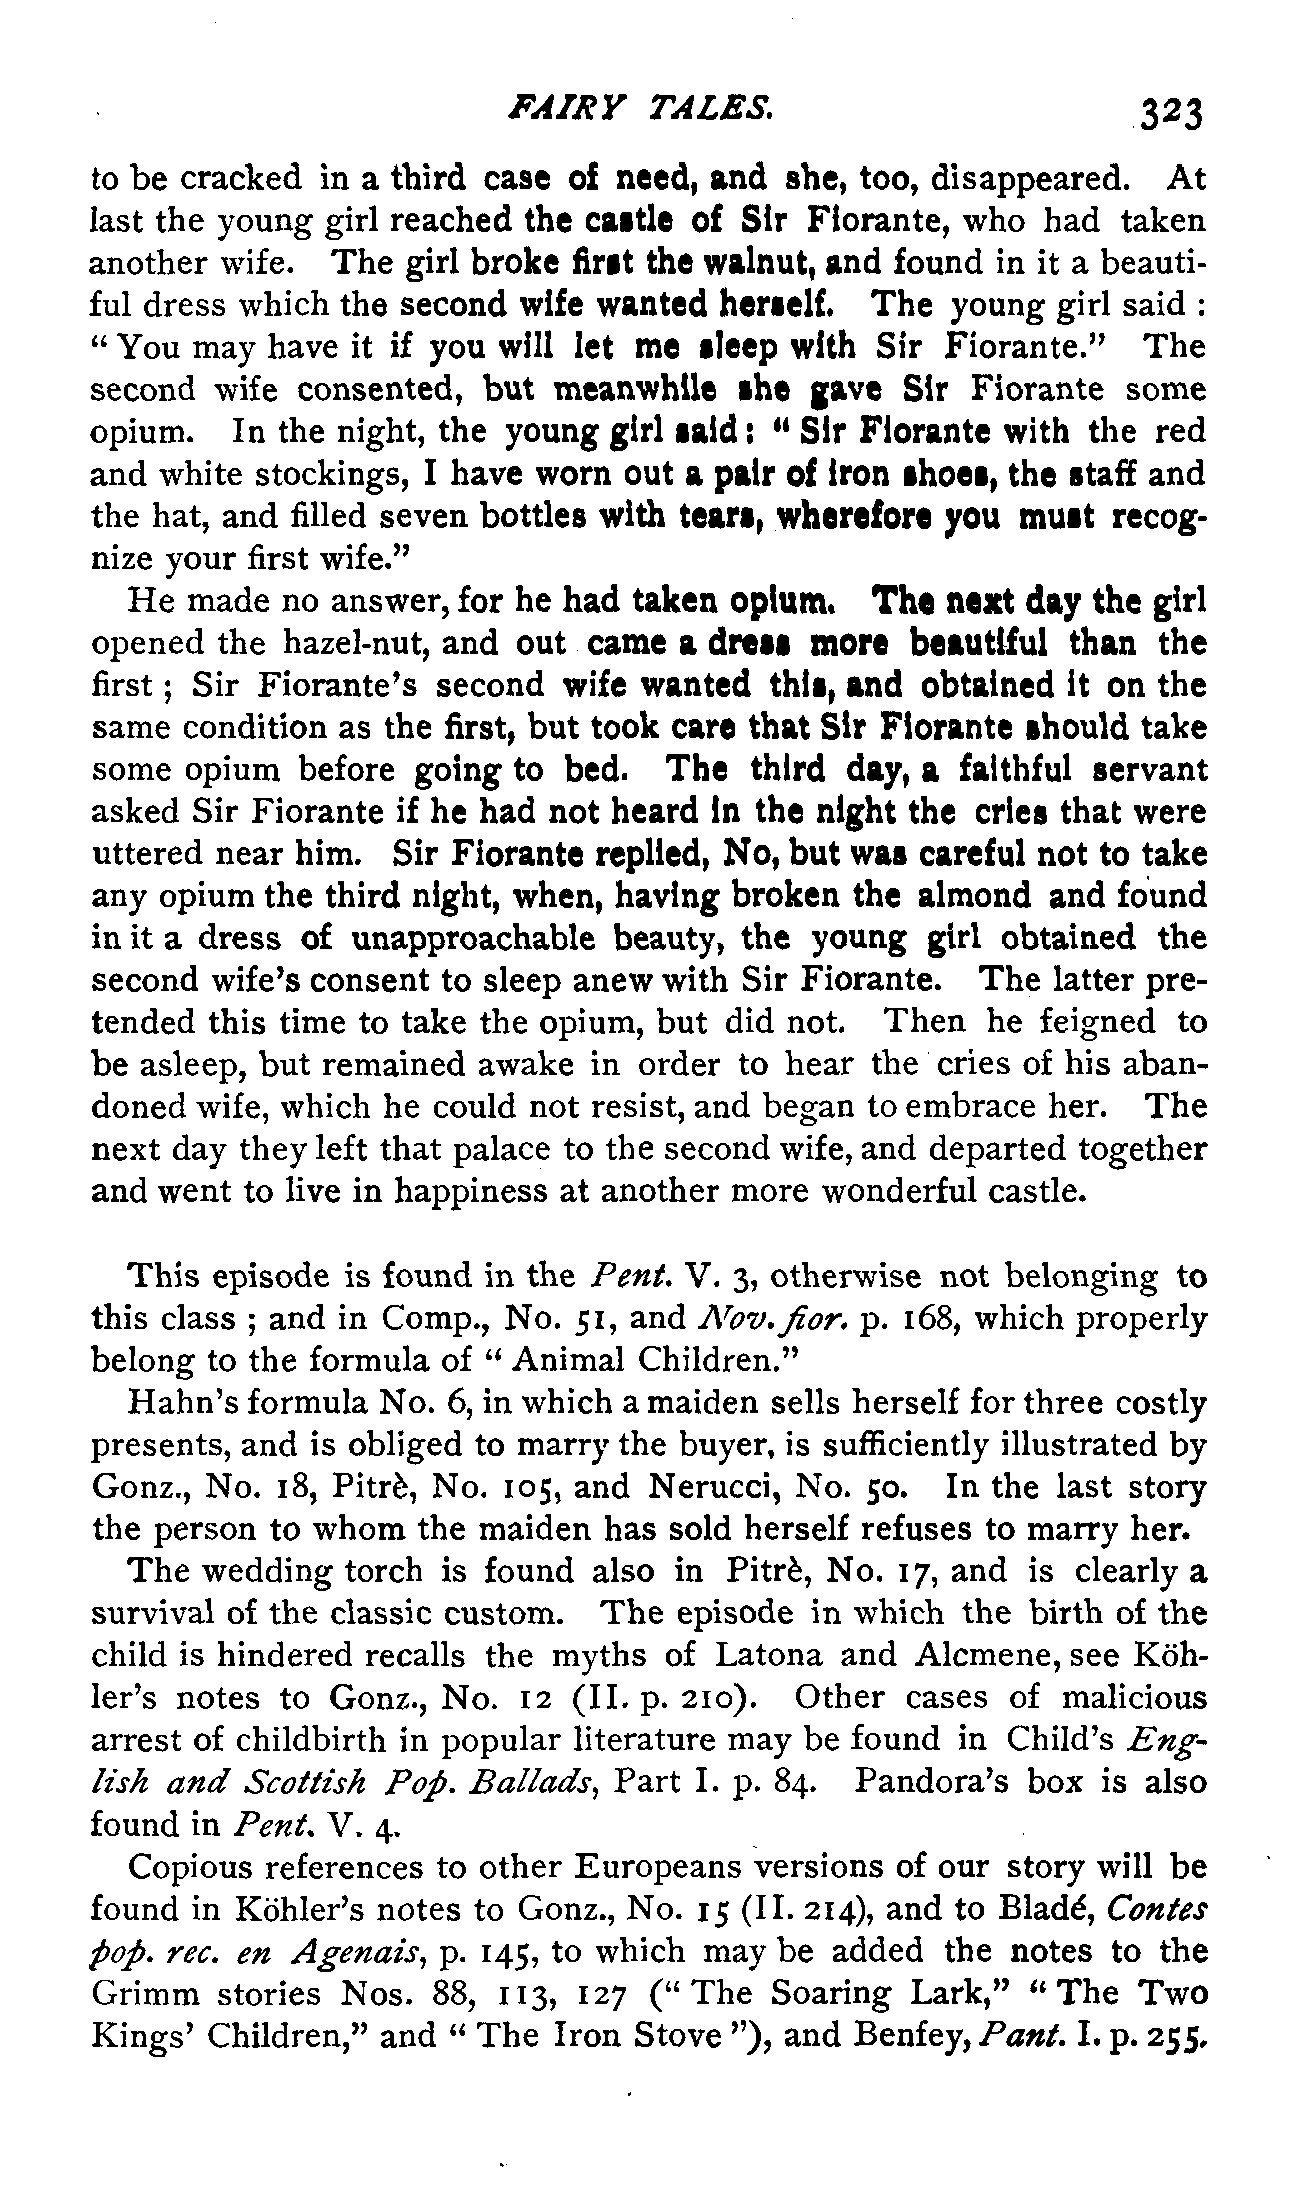 FAIRY TALES. 323
to be cracked in a third case of need, and she, too, disappeared. At
last the young girl reached the castle of Sir Fiorante, who had taken
another wife. The girl broke first the walnut, and found in it a beauti-
ful dress which the second wife wanted herself. The young girl said :
“ You may have it if you will let me sleep with Sir Fiorante.” The
second wife consented, but meanwhile she gave Sir Fiorante some
opium. In the night, the young girl said : “ Sir Fiorante with the red
and white stockings, I have worn out a pair of iron shoes, the staff and
the hat, and filled seven bottles with tears, wherefore you must recog-
nize your first wife.”
He made no answer, for he had taken opium. The next day the girl
opened the hazel-nut, and out came a dress more beautiful than the
first ; Sir Fiorante’s second wife wanted this, and obtained it on the
same condition as the first, but took care that Sir Fiorante should take
some opium before going to bed. The third day, a faithful servant
asked Sir Fiorante if he had not heard in the night the cries that were
uttered near him. Sir Fiorante replied, No, but was careful not to take
any opium the third night, when, having broken the almond and found
in it a dress of unapproachable beauty, the young girl obtained the
second wife’s consent to sleep anew with Sir Fiorante. The latter pre-
tended this time to take the opium, but did not. Then he feigned to
be asleep, but remained awake in order to hear the cries of his aban-
doned wife, which he could not resist, and began to embrace her. The
next day they left that palace to the second wife, and departed together
and went to live in happiness at another more wonderful castle.
This episode is found in the Pent. V. 3, otherwise not belonging to
this class ; and in Comp., No. 51, and Nov. fior. p. 168, which properly
belong to the formula of “ Animal Children.”
Hahn’s formula No. 6, in which a maiden sells herself for three costly
presents, and is obliged to marry the buyer, is sufficiently illustrated by
Gonz., No. 18, Pitrè, No. 105, and Nerucci, No. 50. In the last story
the person to whom the maiden has sold herself refuses to marry her.
The wedding torch is found also in Pitrè, No. 17, and is clearly a
survival of the classic custom. The episode in which the birth of the
child is hindered recalls the myths of Latona and Alcmene, see Köh-
ler’s notes to Gonz., No. 12 (II. p. 210). Other cases of malicious
arrest of childbirth in popular literature may be found in Child’s Eng-
lish and Scottish Pop. Ballads, Part I. p. 84. Pandora’s box is also
found in Pent. V. 4.
Copious references to other Europeans versions of our story will be
found in Köhler’s notes to Gonz., No. 15 (II. 214), and to Bladé, Contes
pop. rec. en Agenais, p. 145, to which may be added the notes to the
Grimm stories Nos. 88, 113, 127 (“ The Soaring Lark,” “ The Two
Kings’ Children,” and “ The Iron Stove ”), and Benfey, Pant. I. p. 255.